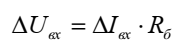 ΔU_вх = ΔI_вх · R_б